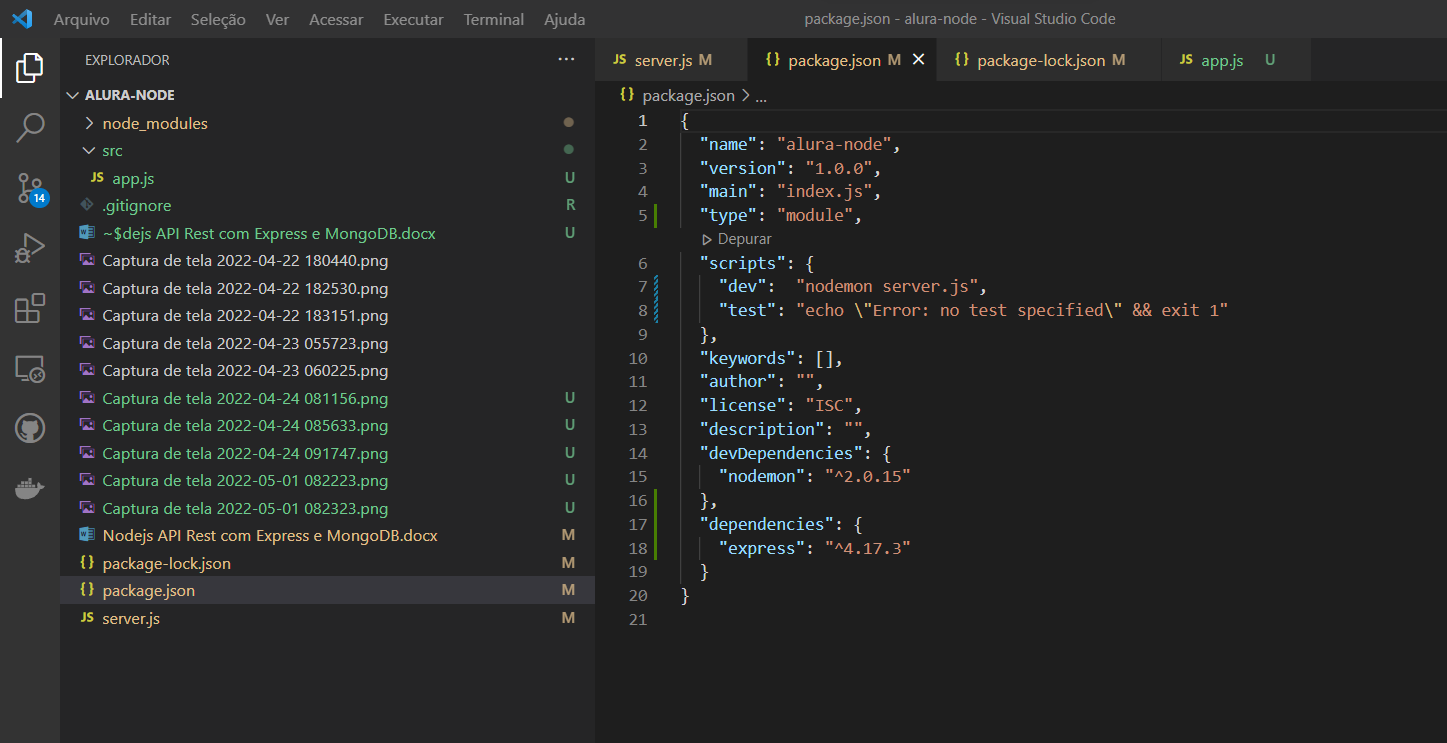 Arquivo Editar Seleção Ver Acessar Executar Terminal Ajuda package.json - alura-node - Visual Studio Code
EXPLORADOR ···
ALURA-NODE
node_modules
src
JS app.js U
.gitignore R
~$dejs API Rest com Express e MongoDB.docx U
Captura de tela 2022-04-22 180440.png
Captura de tela 2022-04-22 182530.png
Captura de tela 2022-04-22 183151.png
Captura de tela 2022-04-23 055723.png
Captura de tela 2022-04-23 060225.png
Captura de tela 2022-04-24 081156.png U
Captura de tela 2022-04-24 085633.png U
Captura de tela 2022-04-24 091747.png U
Captura de tela 2022-05-01 082223.png U
Captura de tela 2022-05-01 082323.png U
Nodejs API Rest com Express e MongoDB.docx M
{} package-lock.json M
{} package.json M
JS server.js M
14
JS server.js M {} package.json M × {} package-lock.json M JS app.js U
{} package.json > ...
1 {
2 "name": "alura-node",
3 "version": "1.0.0",
4 "main": "index.js",
5 "type": "module",
Depurar
6 "scripts": {
7 "dev":  "nodemon server.js",
8 "test": "echo \"Error: no test specified\" && exit 1"
9 },
10 "keywords": [],
11 "author": "",
12 "license": "ISC",
13 "description": "",
14 "devDependencies": {
15 "nodemon": "^2.0.15"
16 },
17 "dependencies": {
18 "express": "^4.17.3"
19 }
20 }
21